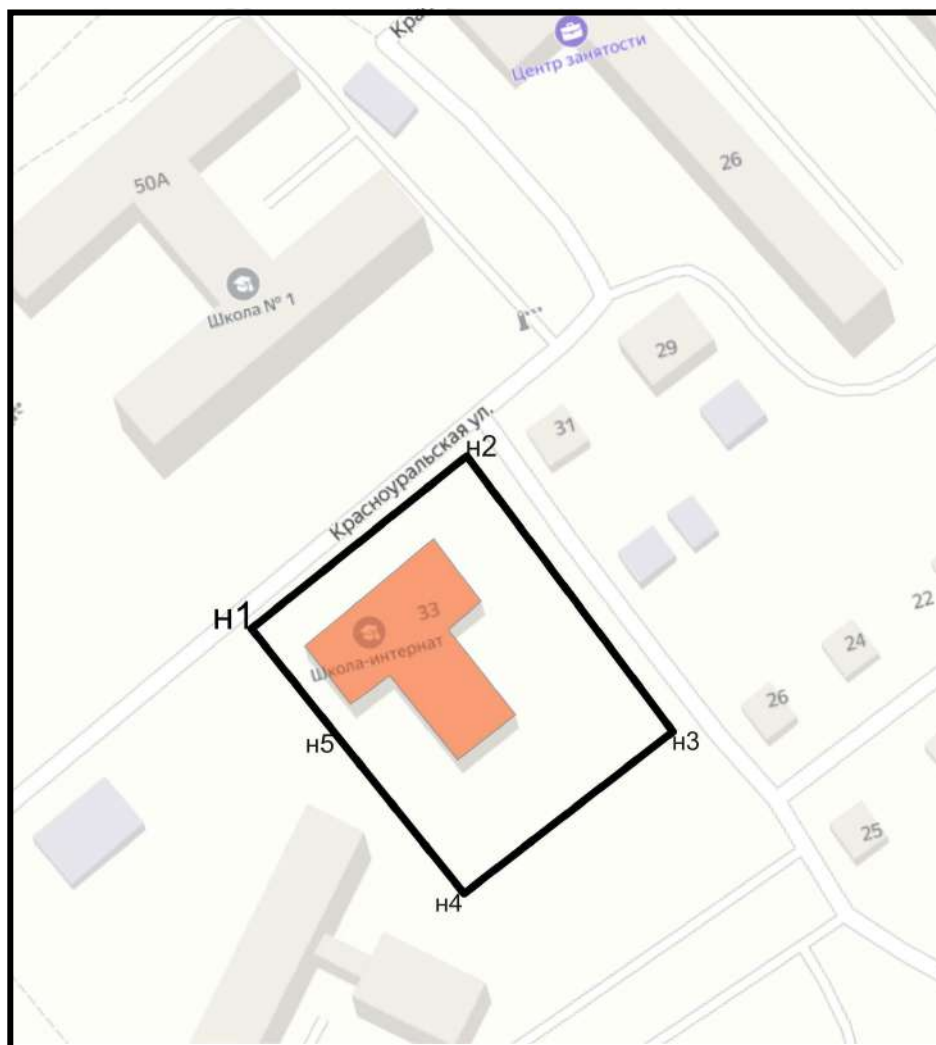 Кра
Центр занятости
26
50А
Школа № 1
29
31
Красноуральская ул.
н2
н1
33
Школа-интернат
22
24
26
н5
н3
25
н4